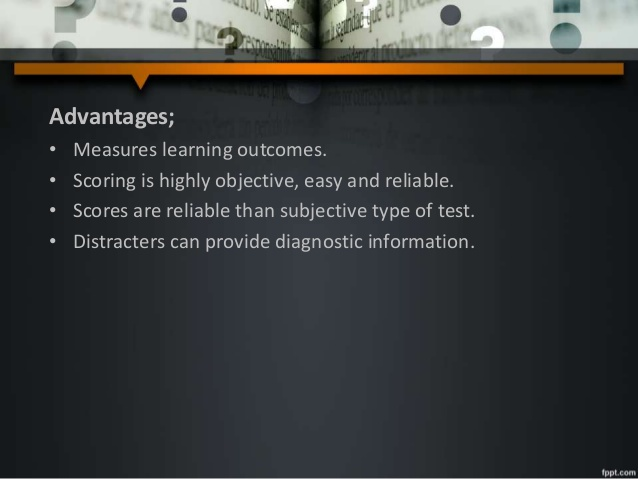 Advantages;
• Measures learning outcomes.
• Scoring is highly objective, easy and reliable.
• Scores are reliable than subjective type of test.
• Distracters can provide diagnostic information.
fppt.com